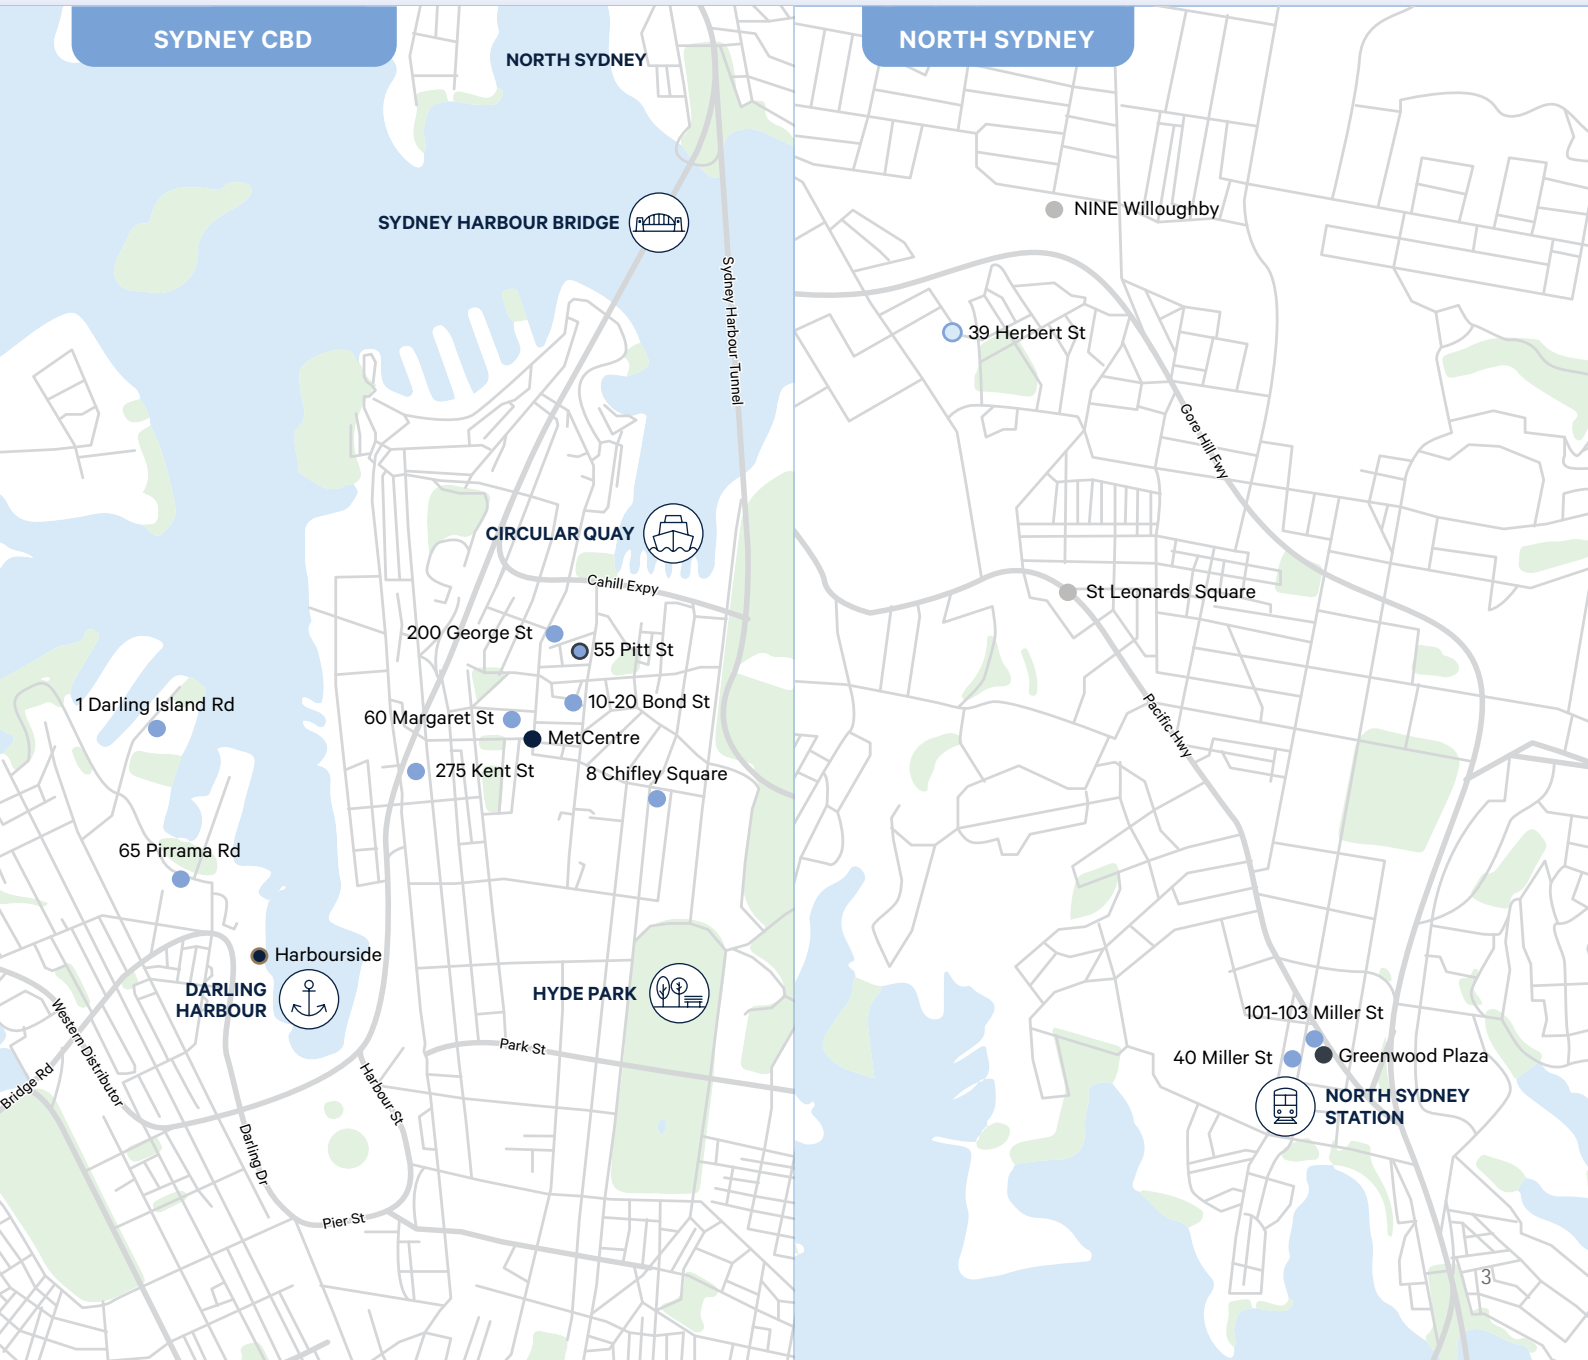 SYDNEY CBD
NORTH SYDNEY
SYDNEY HARBOUR BRIDGE
Sydney Harbour Tunnel
CIRCULAR QUAY
Cahill Expy
200 George St
55 Pitt St
1 Darling Island Rd
10-20 Bond St
60 Margaret St
MetCentre
275 Kent St
8 Chifley Square
65 Pirrama Rd
Harbourside
DARLING
HARBOUR
HYDE PARK
Western Distributor
Park St
Bridge Rd
Harbour St
Darling Dr
Pier St
NORTH SYDNEY
NINE Willoughby
39 Herbert St
Gore Hill Fwy
St Leonards Square
Pacific Hwy
101-103 Miller St
40 Miller St
Greenwood Plaza
NORTH SYDNEY
STATION
3